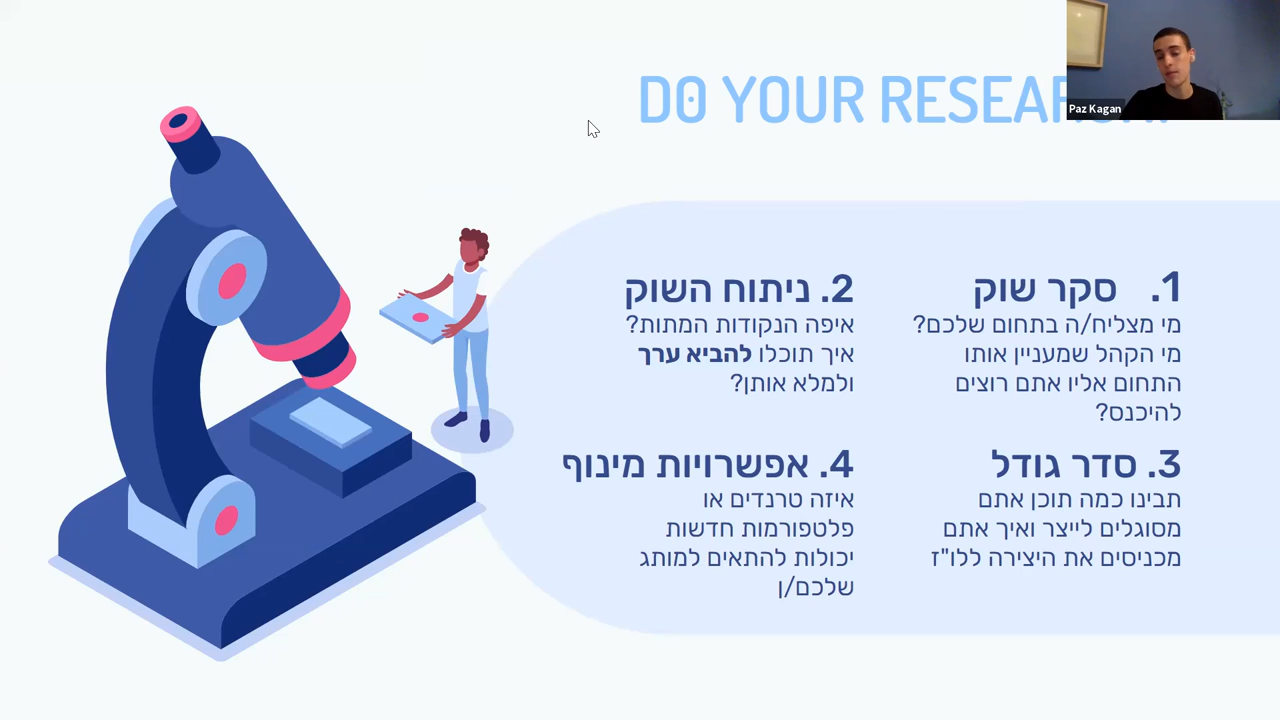 DO YOUR RESEAR
Paz Kagan
1. סקר שוק
מי מצליח/ה בתחום שלכם?
מי הקהל שמעניין אותו
התחום אליו אתם רוצים
להיכנס?
2. ניתוח השוק
איפה הנקודות המתות?
איך תוכלו להביא ערך
ולמלא אותן?
3. סדר גודל
תבינו כמה תוכן אתם
מסוגלים לייצר ואיך אתם
מכניסים את היצירה ללו"ז
4. אפשרויות מינוף
איזה טרנדים או
פלטפורמות חדשות
יכולות להתאים למותג
שלכם/ן